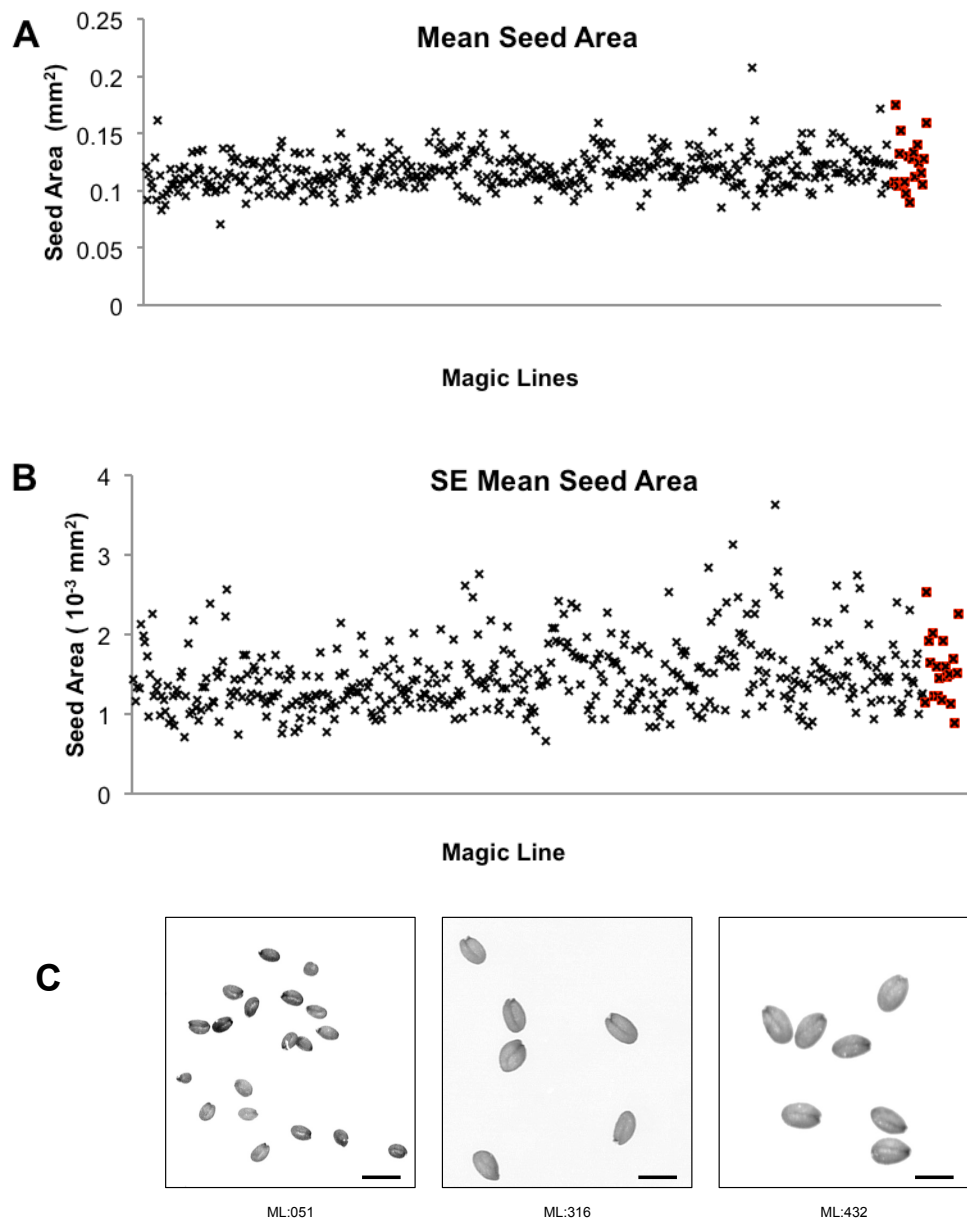 A
Mean Seed Area
Seed Area (mm²)
0.25
0.2
0.15
0.1
0.05
0
Magic Lines
B
SE Mean Seed Area
Seed Area ( 10⁻³ mm²)
4
3
2
1
0
Magic Line
C
ML:051
ML:316
ML:432